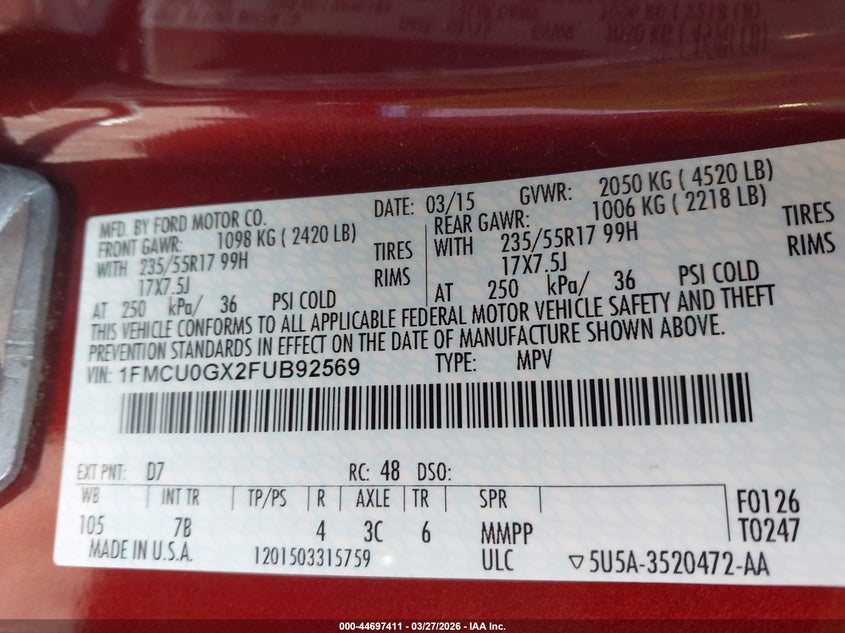 MFD. BY FORD MOTOR CO. DATE: 03/15 GVWR: 2050 KG ( 4520 LB)
FRONT GAWR: 1098 KG ( 2420 LB) REAR GAWR: 1006 KG ( 2218 LB)
WITH 235/55R17 99H TIRES WITH 235/55R17 99H TIRES
17X7.5J RIMS 17X7.5J RIMS
AT 250 kPa/ 36 PSI COLD AT 250 kPa/ 36 PSI COLD
THIS VEHICLE CONFORMS TO ALL APPLICABLE FEDERAL MOTOR VEHICLE SAFETY AND THEFT
PREVENTION STANDARDS IN EFFECT ON THE DATE OF MANUFACTURE SHOWN ABOVE.
VIN: 1FMCU0GX2FUB92569 TYPE: MPV
EXT PNT: D7 RC: 48 DSO:
WB INT TR TP/PS R AXLE TR SPR F0126
105 7B 4 3C 6 MMPP T0247
MADE IN U.S.A. 1201503315759 ULC ▽5U5A-3520472-AA
000-44697411 — 03/27/2026 — IAA Inc.